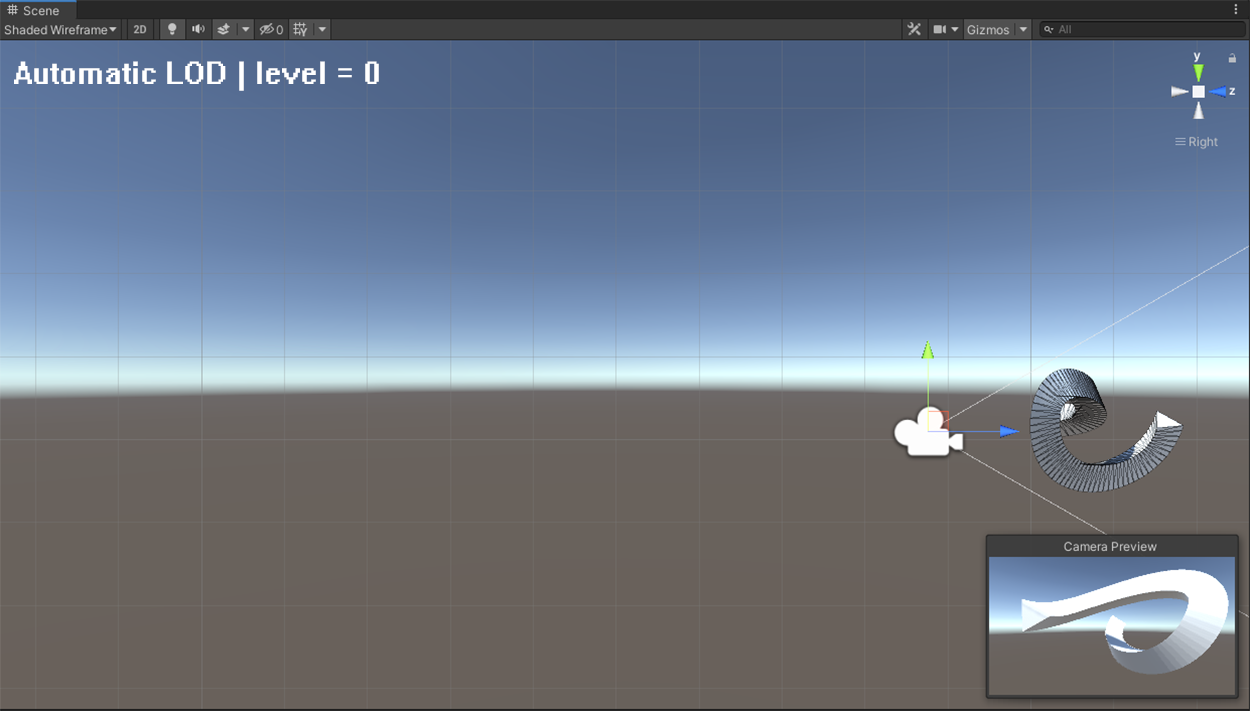 Scene
Shaded Wireframe 2D 0 Gizmos All
Automatic LOD | level = 0
y
z
Right
Camera Preview